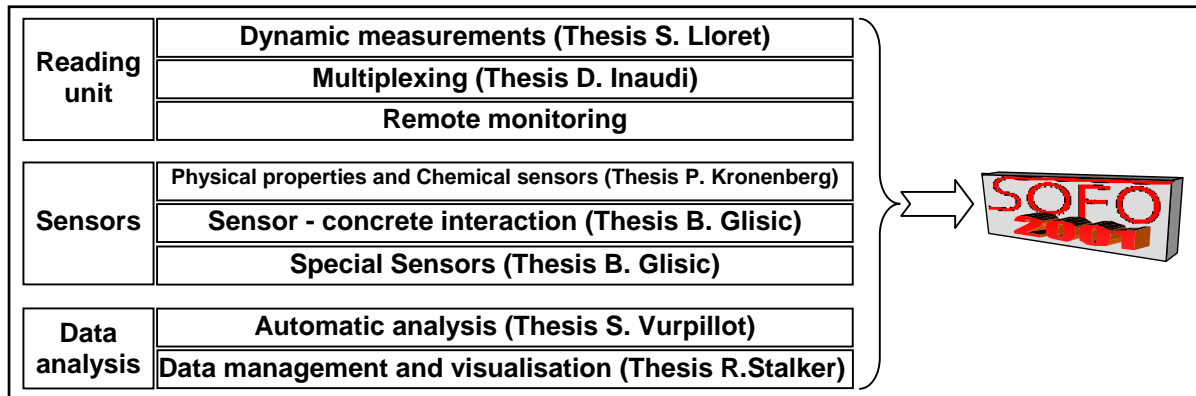 Reading
unit
Dynamic measurements (Thesis S. Lloret)
Multiplexing (Thesis D. Inaudi)
Remote monitoring
Sensors
Physical properties and Chemical sensors (Thesis P. Kronenberg)
Sensor - concrete interaction (Thesis B. Glisic)
Special Sensors (Thesis B. Glisic)
Data
analysis
Automatic analysis (Thesis S. Vurpillot)
Data management and visualisation (Thesis R.Stalker)
SOFO
2001